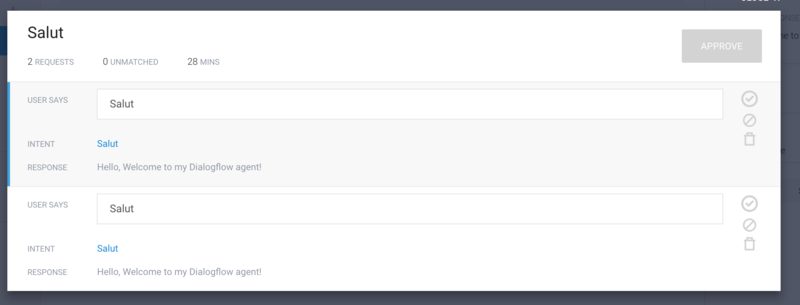 Salut
2 REQUESTS 0 UNMATCHED 28 MINS
APPROVE
USER SAYS Salut
INTENT Salut
RESPONSE Hello, Welcome to my Dialogflow agent!
USER SAYS Salut
INTENT Salut
RESPONSE Hello, Welcome to my Dialogflow agent!